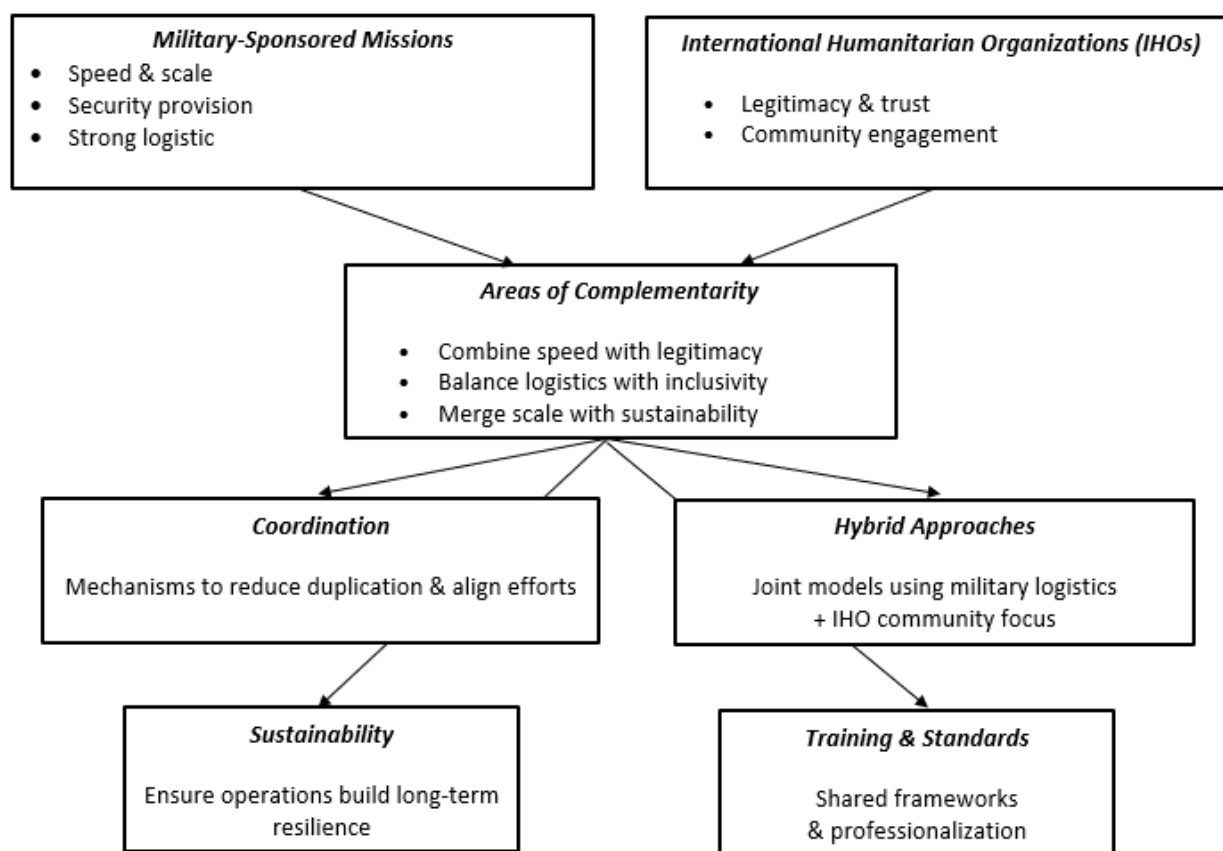 Military-Sponsored Missions
• Speed & scale
• Security provision
• Strong logistic
International Humanitarian Organizations (IHOs)
• Legitimacy & trust
• Community engagement
Areas of Complementarity
• Combine speed with legitimacy
• Balance logistics with inclusivity
• Merge scale with sustainability
Coordination
Mechanisms to reduce duplication & align efforts
Hybrid Approaches
Joint models using military logistics
+ IHO community focus
Sustainability
Ensure operations build long-term
resilience
Training & Standards
Shared frameworks
& professionalization